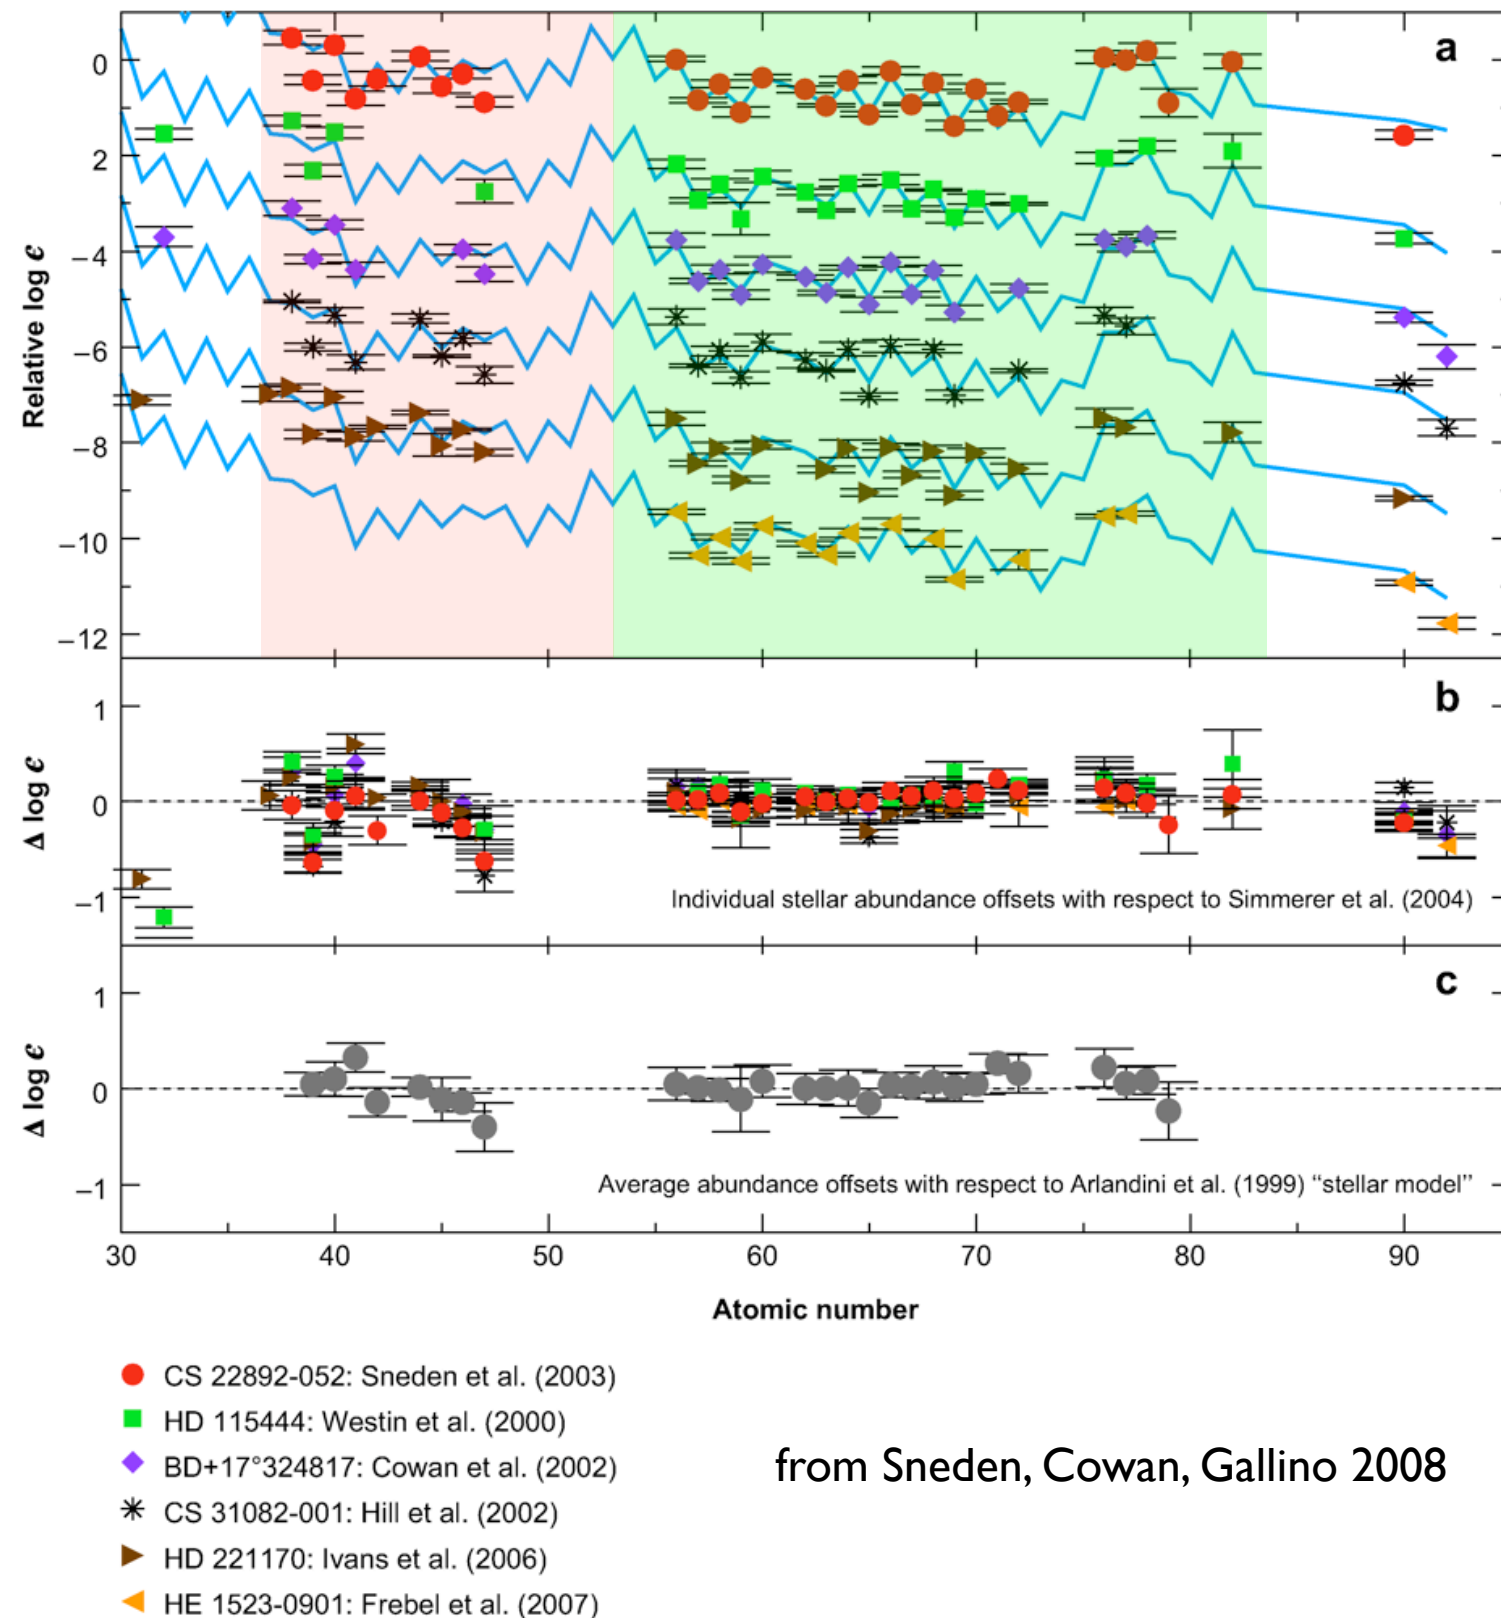 a
0
2
−4
−6
−8
−10
−12
Relative log ϵ
b
1
0
−1
Δ log ϵ
Individual stellar abundance offsets with respect to Simmerer et al. (2004)
c
1
0
−1
Δ log ϵ
Average abundance offsets with respect to Arlandini et al. (1999) “stellar model”
30 40 50 60 70 80 90
Atomic number
CS 22892-052: Sneden et al. (2003)
HD 115444: Westin et al. (2000)
BD+17°324817: Cowan et al. (2002)
CS 31082-001: Hill et al. (2002)
HD 221170: Ivans et al. (2006)
HE 1523-0901: Frebel et al. (2007)
from Sneden, Cowan, Gallino 2008